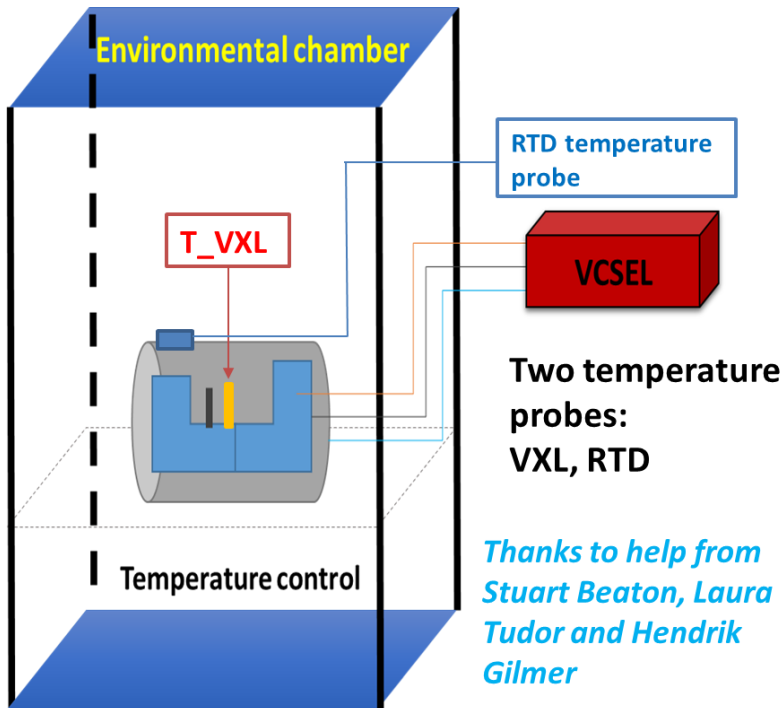 Environmental chamber
RTD temperature
probe
T_VXL
VCSEL
Two temperature
probes:
VXL, RTD
Thanks to help from
Stuart Beaton, Laura
Tudor and Hendrik
Gilmer
Temperature control